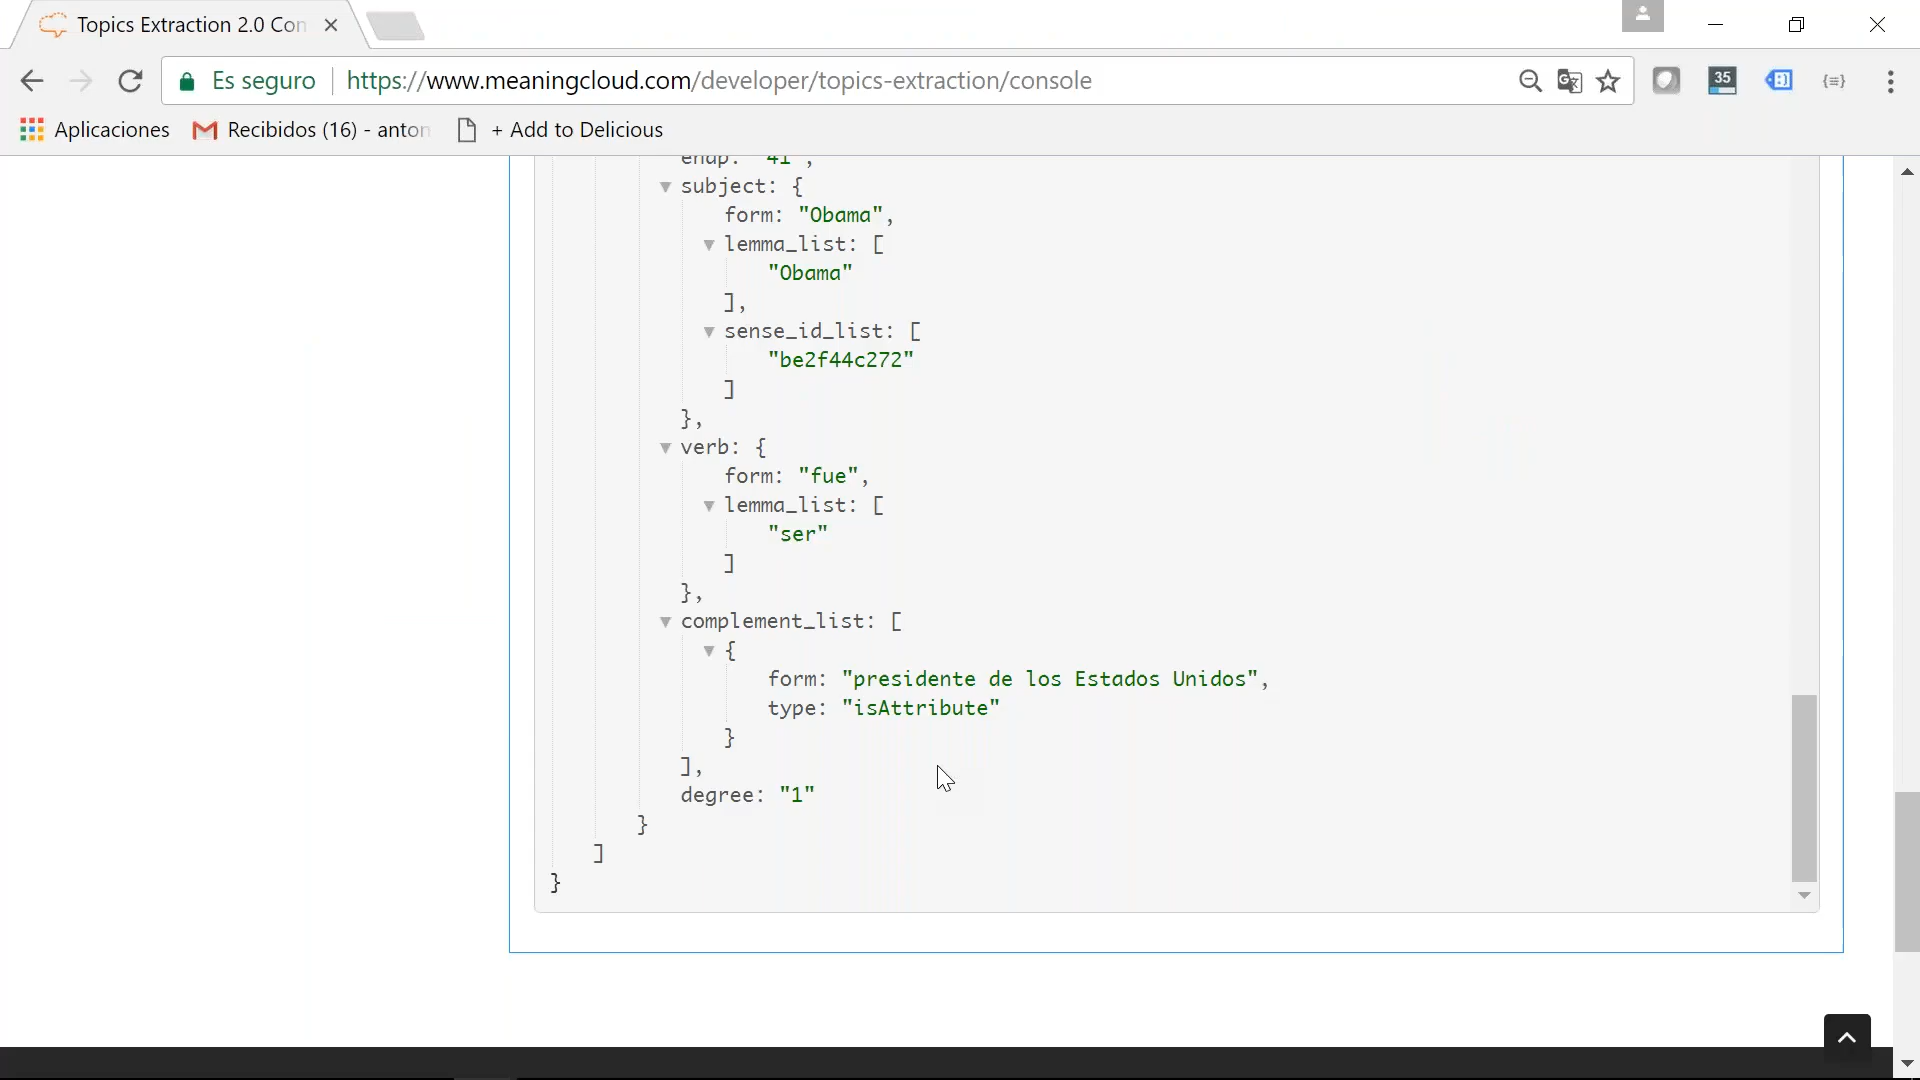 Topics Extraction 2.0 Con
Es seguro
https://www.meaningcloud.com/developer/topics-extraction/console
35
Aplicaciones
Recibidos (16) - anton
+ Add to Delicious
endp: "41",
subject: {
form: "Obama",
lemma_list: [
"Obama"
],
sense_id_list: [
"be2f44c272"
]
},
verb: {
form: "fue",
lemma_list: [
"ser"
]
},
complement_list: [
{
form: "presidente de los Estados Unidos",
type: "isAttribute"
}
],
degree: "1"
}
]
}